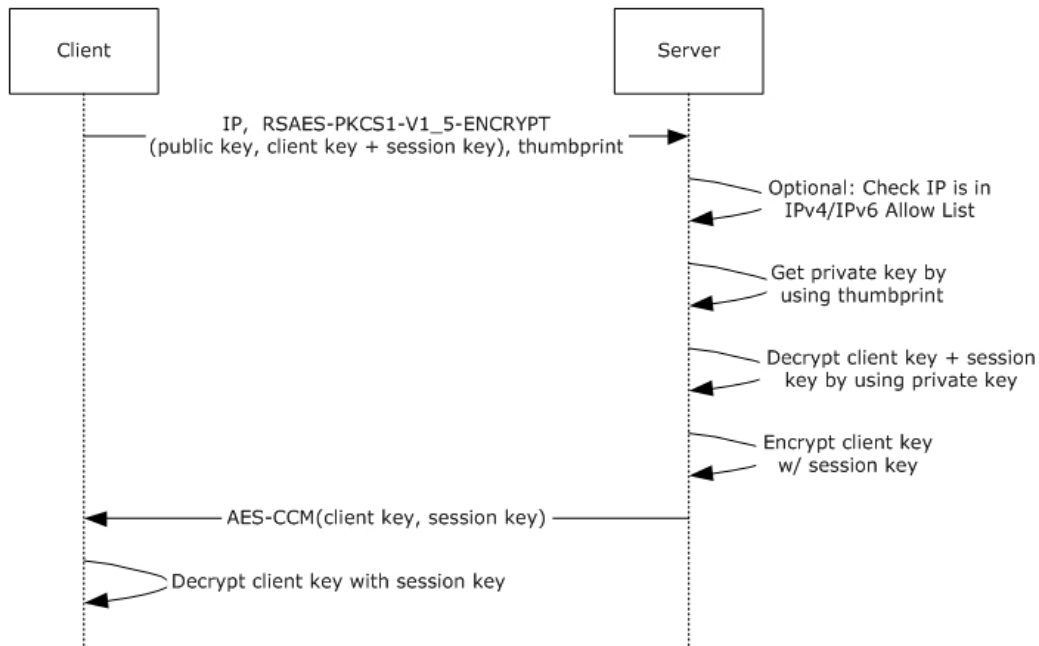 Client
Server
IP, RSAES-PKCS1-V1_5-ENCRYPT
(public key, client key + session key), thumbprint
Optional: Check IP is in
IPv4/IPv6 Allow List
Get private key by
using thumbprint
Decrypt client key + session
key by using private key
Encrypt client key
w/ session key
AES-CCM(client key, session key)
Decrypt client key with session key